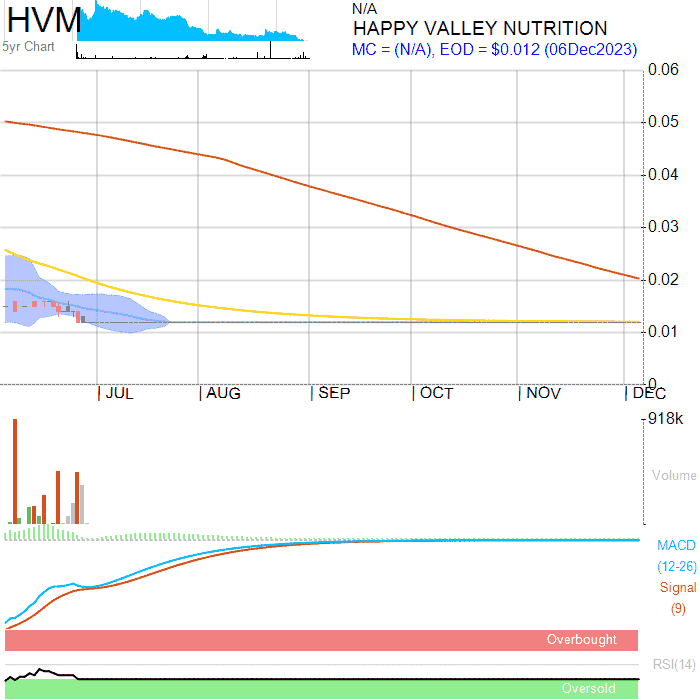 HVM
5yr Chart
N/A
HAPPY VALLEY NUTRITION
MC = (N/A), EOD = $0.012 (06Dec2023)
0.06
0.05
0.04
0.03
0.02
0.01
0
JUL AUG SEP OCT NOV DEC
918k
Volume
MACD
(12-26)
Signal
(9)
Overbought
RSI(14)
Oversold